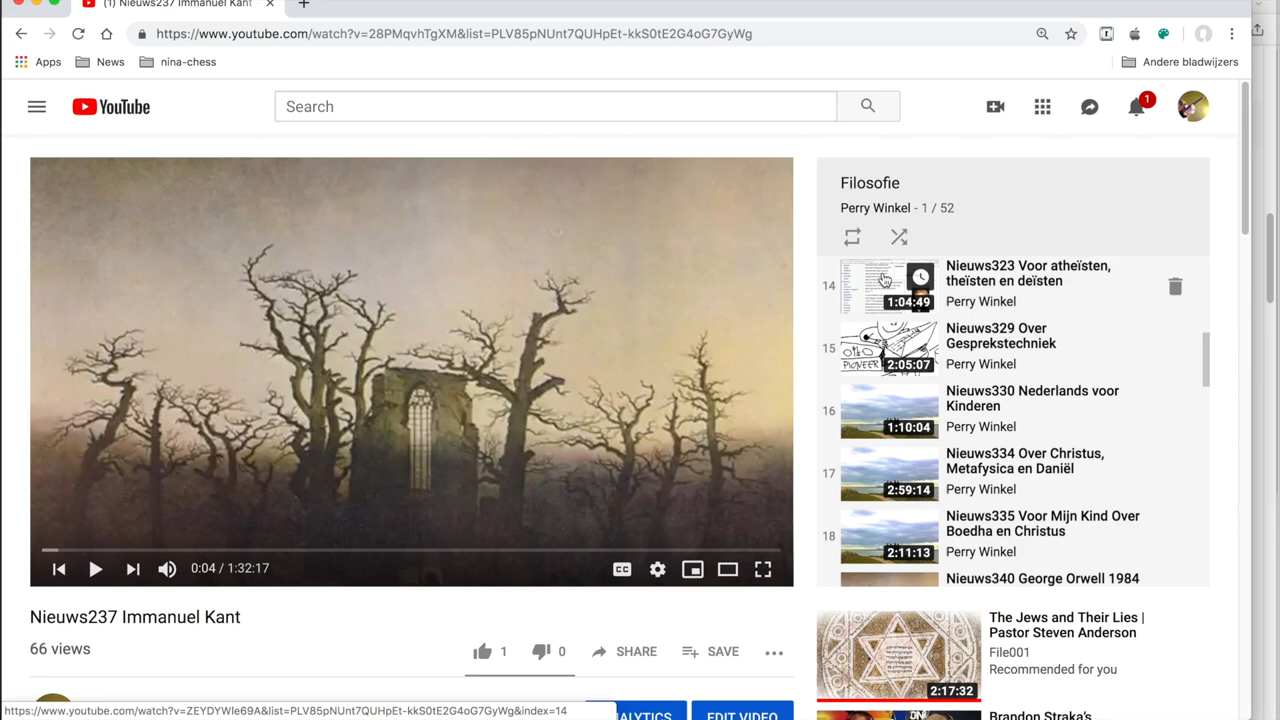 (1) Nieuws237 Immanuel Kant
https://www.youtube.com/watch?v=28PMqvhTgXM&list=PLV85pNUnt7QUHpEt-kkS0tE2G4oG7GyWg
Apps
News
nina-chess
Andere bladwijzers
YouTube
Search
1
Filosofie
Perry Winkel - 1 / 52
14
1:04:49
Nieuws323 Voor atheïsten,
theïsten en deïsten
Perry Winkel
15
PIONEER
2:05:07
Nieuws329 Over
Gesprekstechniek
Perry Winkel
16
1:10:04
Nieuws330 Nederlands voor
Kinderen
Perry Winkel
17
2:59:14
Nieuws334 Over Christus,
Metafysica en Daniël
Perry Winkel
18
2:11:13
Nieuws335 Voor Mijn Kind Over
Boedha en Christus
Perry Winkel
Nieuws340 George Orwell 1984
0:04 / 1:32:17
Nieuws237 Immanuel Kant
66 views
1
0
SHARE
SAVE
EDIT VIDEO
2:17:32
The Jews and Their Lies |
Pastor Steven Anderson
File001
Recommended for you
Brandon Straka's
https://www.youtube.com/watch?v=ZEYDYFIS9A8&list=PLV85pNUnt7QUHpEt-kkS0tE2G4oG7GyWg&index=14